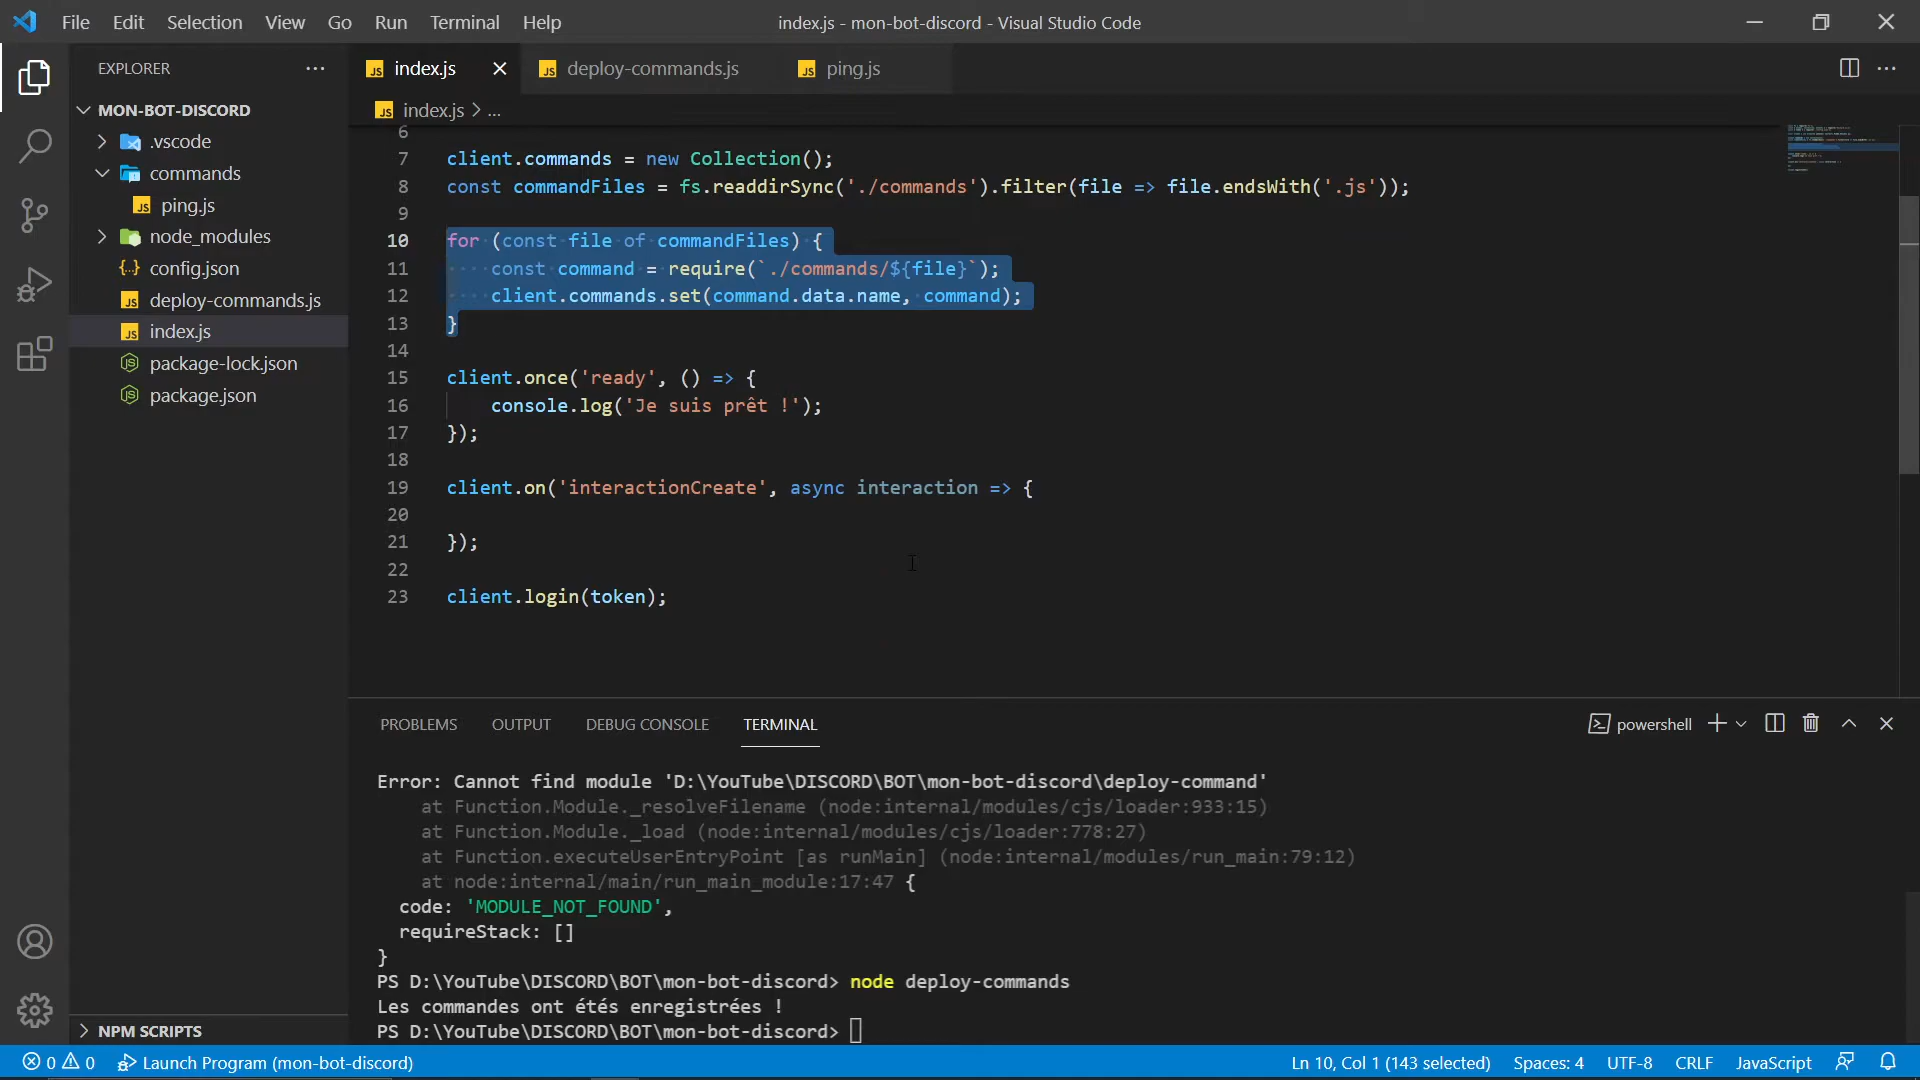 File Edit Selection View Go Run Terminal Help
index.js - mon-bot-discord - Visual Studio Code
EXPLORER
index.js
deploy-commands.js
ping.js
MON-BOT-DISCORD
.vscode
commands
ping.js
node_modules
config.json
deploy-commands.js
index.js
package-lock.json
package.json
NPM SCRIPTS
index.js > ...
6
7 client.commands = new Collection();
8 const commandFiles = fs.readdirSync('./commands').filter(file => file.endsWith('.js'));
9
10 for (const file of commandFiles) {
11 const command = require(`./commands/${file}`);
12 client.commands.set(command.data.name, command);
13 }
14
15 client.once('ready', () => {
16 console.log('Je suis prêt !');
17 });
18
19 client.on('interactionCreate', async interaction => {
20
21 });
22
23 client.login(token);
PROBLEMS OUTPUT DEBUG CONSOLE TERMINAL
powershell
Error: Cannot find module 'D:\YouTube\DISCORD\BOT\mon-bot-discord\deploy-command'
at Function.Module._resolveFilename (node:internal/modules/cjs/loader:933:15)
at Function.Module._load (node:internal/modules/cjs/loader:778:27)
at Function.executeUserEntryPoint [as runMain] (node:internal/modules/run_main:79:12)
at node:internal/main/run_main_module:17:47 {
code: 'MODULE_NOT_FOUND',
requireStack: []
}
PS D:\YouTube\DISCORD\BOT\mon-bot-discord> node deploy-commands
Les commandes ont étés enregistrées !
PS D:\YouTube\DISCORD\BOT\mon-bot-discord>
0 0 Launch Program (mon-bot-discord)
Ln 10, Col 1 (143 selected) Spaces: 4 UTF-8 CRLF JavaScript